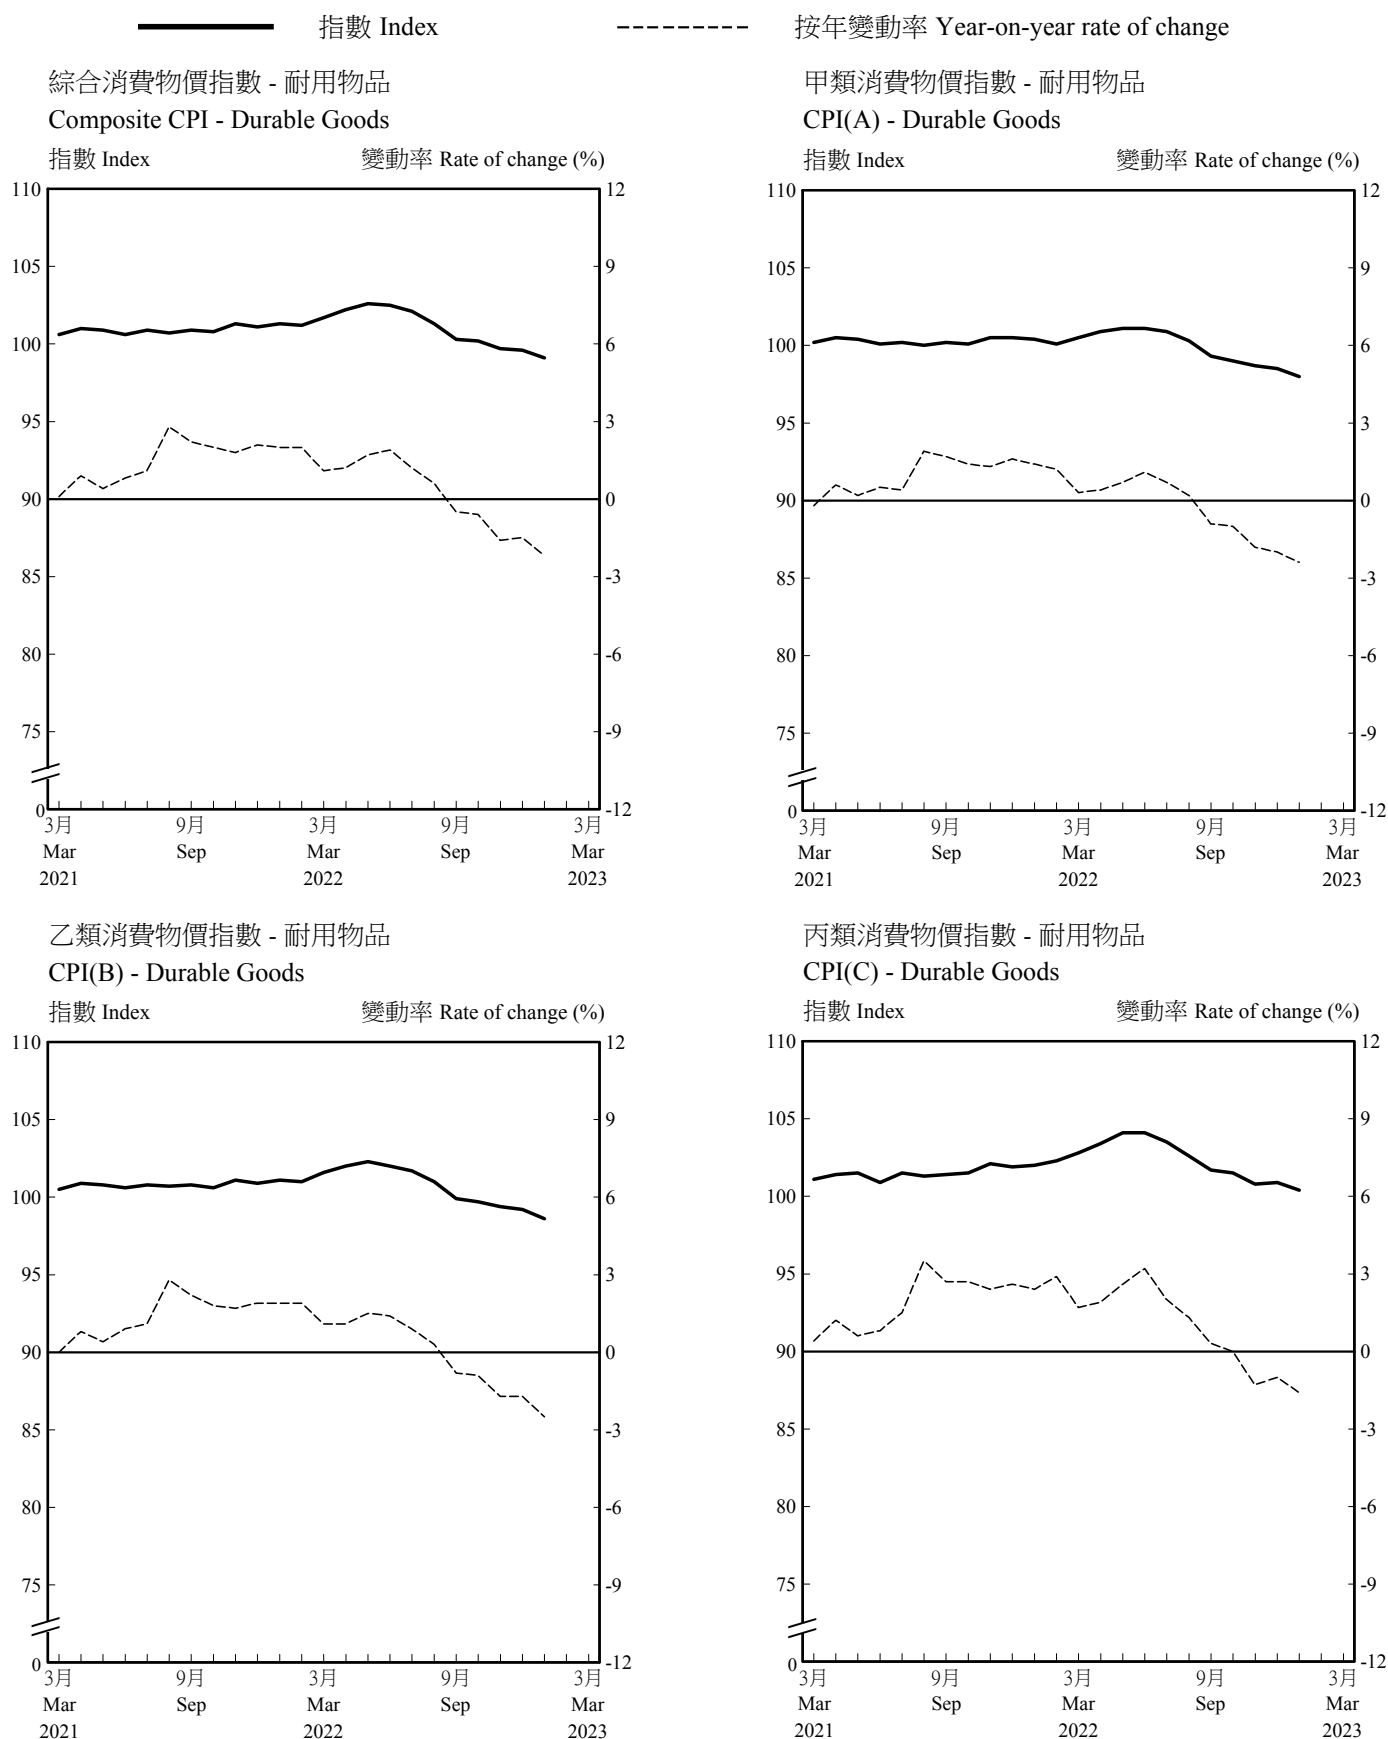 指數 Index 按年變動率 Year-on-year rate of change
綜合消費物價指數 - 耐用物品
Composite CPI - Durable Goods
指數 Index 變動率 Rate of change (%)
110 12
105 9
100 6
95 3
90 0
85 -3
80 -6
75 -9
0 -12
3月 9月 3月 9月 3月
Mar Sep Mar Sep Mar
2021 2022 2023
甲類消費物價指數 - 耐用物品
CPI(A) - Durable Goods
指數 Index 變動率 Rate of change (%)
110 12
105 9
100 6
95 3
90 0
85 -3
80 -6
75 -9
0 -12
3月 9月 3月 9月 3月
Mar Sep Mar Sep Mar
2021 2022 2023
乙類消費物價指數 - 耐用物品
CPI(B) - Durable Goods
指數 Index 變動率 Rate of change (%)
110 12
105 9
100 6
95 3
90 0
85 -3
80 -6
75 -9
0 -12
3月 9月 3月 9月 3月
Mar Sep Mar Sep Mar
2021 2022 2023
丙類消費物價指數 - 耐用物品
CPI(C) - Durable Goods
指數 Index 變動率 Rate of change (%)
110 12
105 9
100 6
95 3
90 0
85 -3
80 -6
75 -9
0 -12
3月 9月 3月 9月 3月
Mar Sep Mar Sep Mar
2021 2022 2023